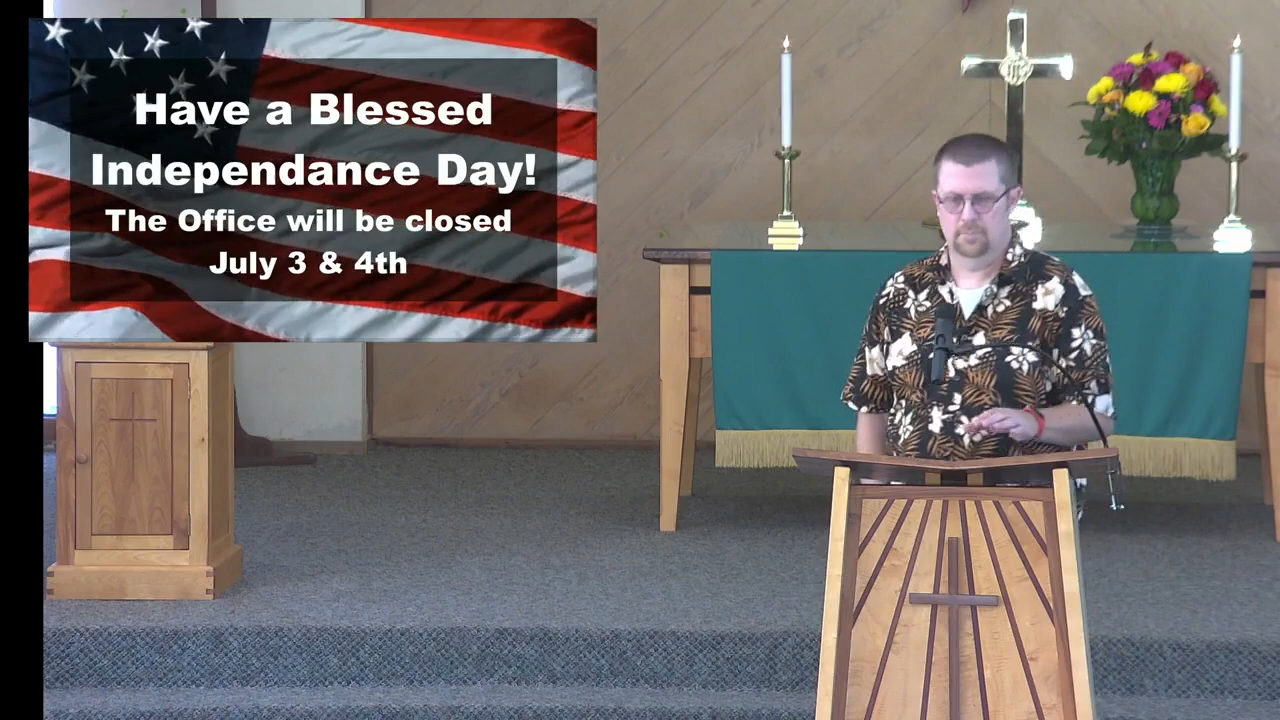 Have a Blessed
Independance Day!
The Office will be closed
July 3 & 4th